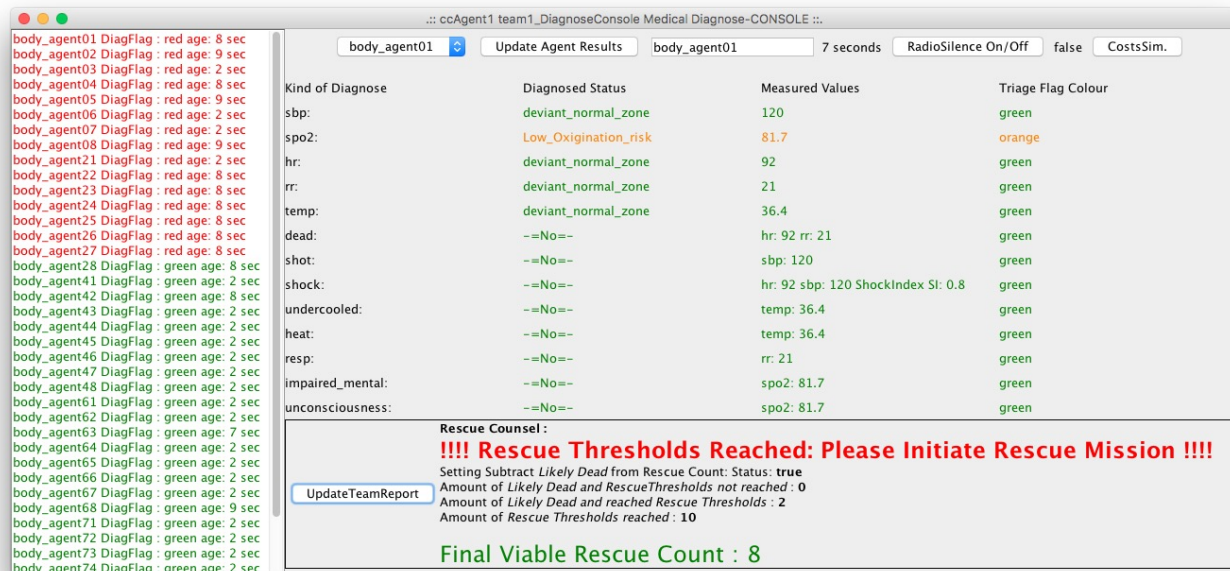 .:: ccAgent1 team1_DiagnoseConsole Medical Diagnose-CONSOLE ::.
body_agent01 DiagFlag : red age: 8 sec
body_agent02 DiagFlag : red age: 9 sec
body_agent03 DiagFlag : red age: 2 sec
body_agent04 DiagFlag : red age: 8 sec
body_agent05 DiagFlag : red age: 9 sec
body_agent06 DiagFlag : red age: 2 sec
body_agent07 DiagFlag : red age: 2 sec
body_agent08 DiagFlag : red age: 9 sec
body_agent21 DiagFlag : red age: 2 sec
body_agent22 DiagFlag : red age: 8 sec
body_agent23 DiagFlag : red age: 8 sec
body_agent24 DiagFlag : red age: 8 sec
body_agent25 DiagFlag : red age: 8 sec
body_agent26 DiagFlag : red age: 8 sec
body_agent27 DiagFlag : red age: 8 sec
body_agent28 DiagFlag : green age: 8 sec
body_agent41 DiagFlag : green age: 2 sec
body_agent42 DiagFlag : green age: 8 sec
body_agent43 DiagFlag : green age: 2 sec
body_agent44 DiagFlag : green age: 2 sec
body_agent45 DiagFlag : green age: 2 sec
body_agent46 DiagFlag : green age: 2 sec
body_agent47 DiagFlag : green age: 2 sec
body_agent48 DiagFlag : green age: 2 sec
body_agent61 DiagFlag : green age: 2 sec
body_agent62 DiagFlag : green age: 2 sec
body_agent63 DiagFlag : green age: 7 sec
body_agent64 DiagFlag : green age: 2 sec
body_agent65 DiagFlag : green age: 2 sec
body_agent66 DiagFlag : green age: 2 sec
body_agent67 DiagFlag : green age: 2 sec
body_agent68 DiagFlag : green age: 9 sec
body_agent71 DiagFlag : green age: 2 sec
body_agent72 DiagFlag : green age: 2 sec
body_agent73 DiagFlag : green age: 2 sec
body_agent74 DiagFlag : green age: 2 sec
body_agent01 Update Agent Results body_agent01 7 seconds RadioSilence On/Off false CostsSim.
Kind of Diagnose Diagnosed Status Measured Values Triage Flag Colour
sbp: deviant_normal_zone 120 green
spo2: Low_Oxigination_risk 81.7 orange
hr: deviant_normal_zone 92 green
rr: deviant_normal_zone 21 green
temp: deviant_normal_zone 36.4 green
dead: -=No=- hr: 92 rr: 21 green
shot: -=No=- sbp: 120 green
shock: -=No=- hr: 92 sbp: 120 ShockIndex SI: 0.8 green
undercooled: -=No=- temp: 36.4 green
heat: -=No=- temp: 36.4 green
resp: -=No=- rr: 21 green
impaired_mental: -=No=- spo2: 81.7 green
unconsciousness: -=No=- spo2: 81.7 green
UpdateTeamReport
Rescue Counsel :
!!!! Rescue Thresholds Reached: Please Initiate Rescue Mission !!!!
Setting Subtract Likely Dead from Rescue Count: Status: true
Amount of Likely Dead and RescueThresholds not reached : 0
Amount of Likely Dead and reached Rescue Thresholds : 2
Amount of Rescue Thresholds reached : 10
Final Viable Rescue Count : 8